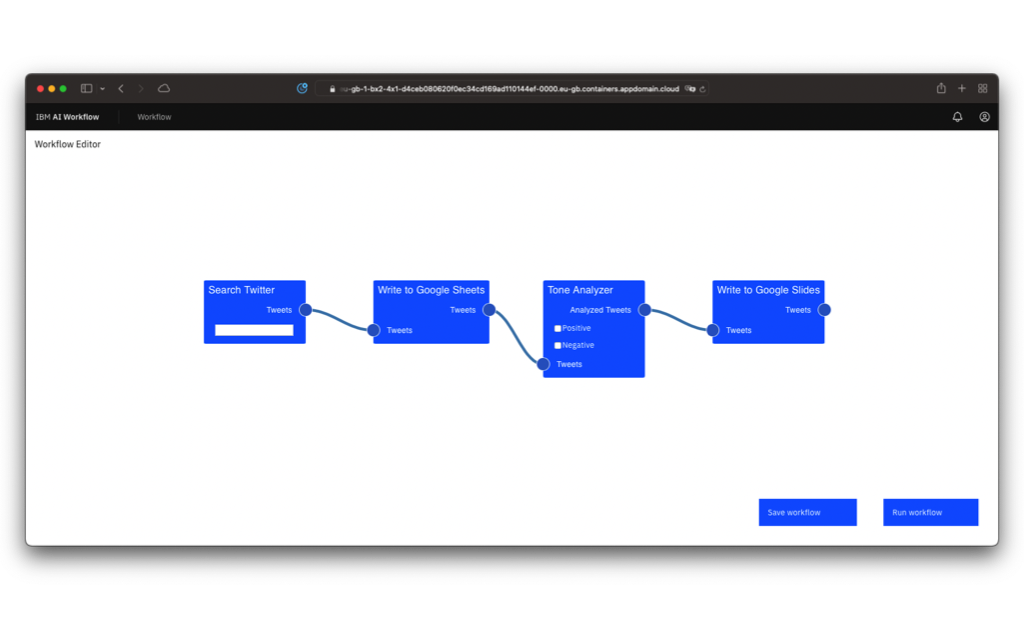 -gb-1-bx2-4x1-d4ceb080620f0ec34cd169ad110144ef-0000.eu-gb.containers.appdomain.cloud
IBM AI Workflow Workflow
Workflow Editor
Search Twitter
Tweets
Write to Google Sheets
Tweets
Tweets
Tone Analyzer
Analyzed Tweets
Positive
Negative
Tweets
Write to Google Slides
Tweets
Tweets
Save workflow
Run workflow